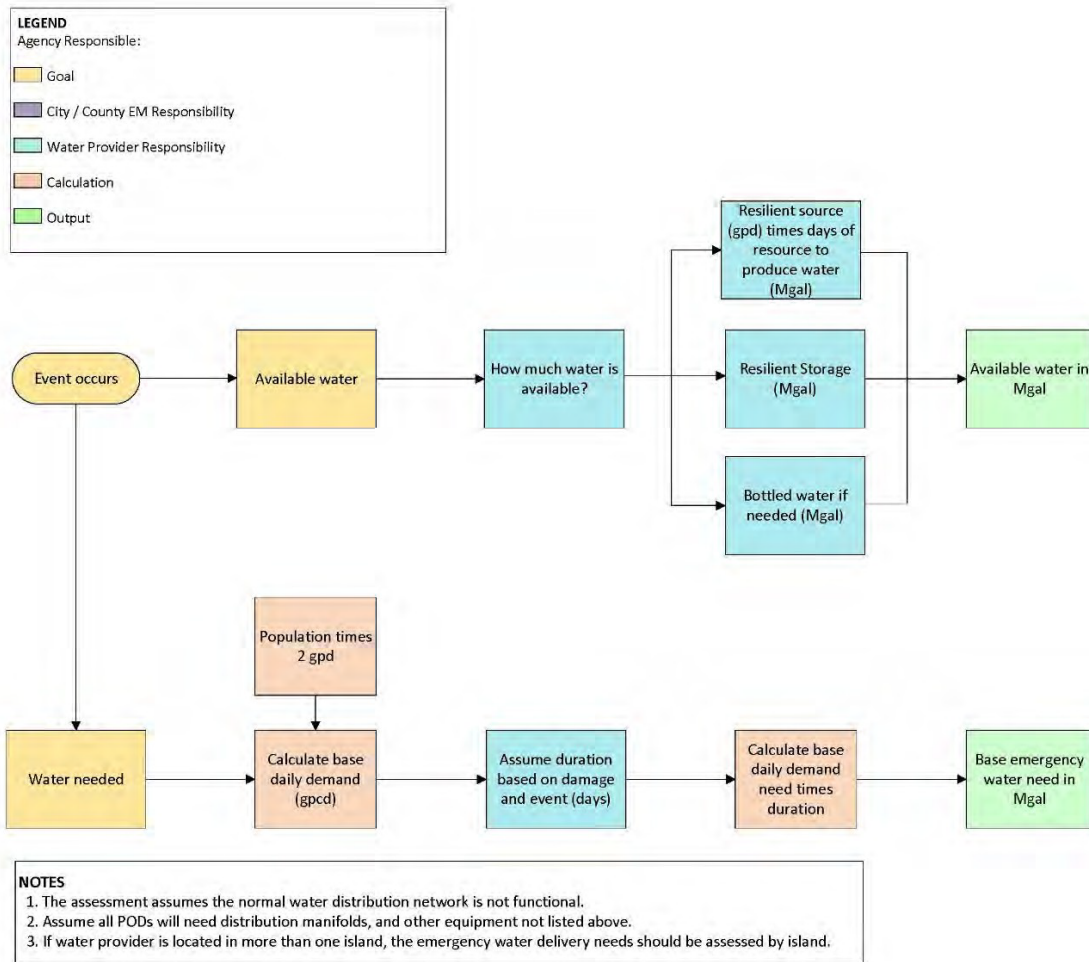 LEGEND
Agency Responsible:
Goal
City / County EM Responsibility
Water Provider Responsibility
Calculation
Output
Resilient source
(gpd) times days of
resource to
produce water
(Mgal)
Event occurs
Available water
How much water is
available?
Resilient Storage
(Mgal)
Available water in
Mgal
Bottled water if
needed (Mgal)
Population times
2 gpd
Water needed
Calculate base
daily demand
(gpcd)
Assume duration
based on damage
and event (days)
Calculate base
daily demand
need times
duration
Base emergency
water need in
Mgal
NOTES
1. The assessment assumes the normal water distribution network is not functional.
2. Assume all PODs will need distribution manifolds, and other equipment not listed above.
3. If water provider is located in more than one island, the emergency water delivery needs should be assessed by island.